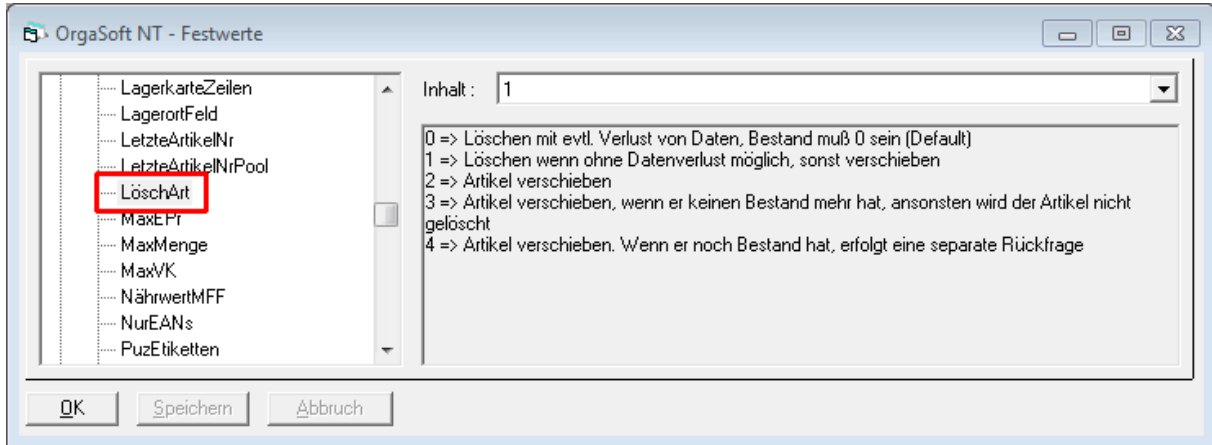 OrgaSoft NT - Festwerte
LagerkarteZeilen
LagerortFeld
LetzteArtikelNr
LetzteArtikelNrPool
LöschArt
MaxEPr
MaxMenge
MaxVK
NährwertMFF
NurEANs
PuzEtiketten
Inhalt : 1
0 => Löschen mit evtl. Verlust von Daten, Bestand muß 0 sein (Default)
1 => Löschen wenn ohne Datenverlust möglich, sonst verschieben
2 => Artikel verschieben
3 => Artikel verschieben, wenn er keinen Bestand mehr hat, ansonsten wird der Artikel nicht
gelöscht
4 => Artikel verschieben. Wenn er noch Bestand hat, erfolgt eine separate Rückfrage
OK Speichern Abbruch